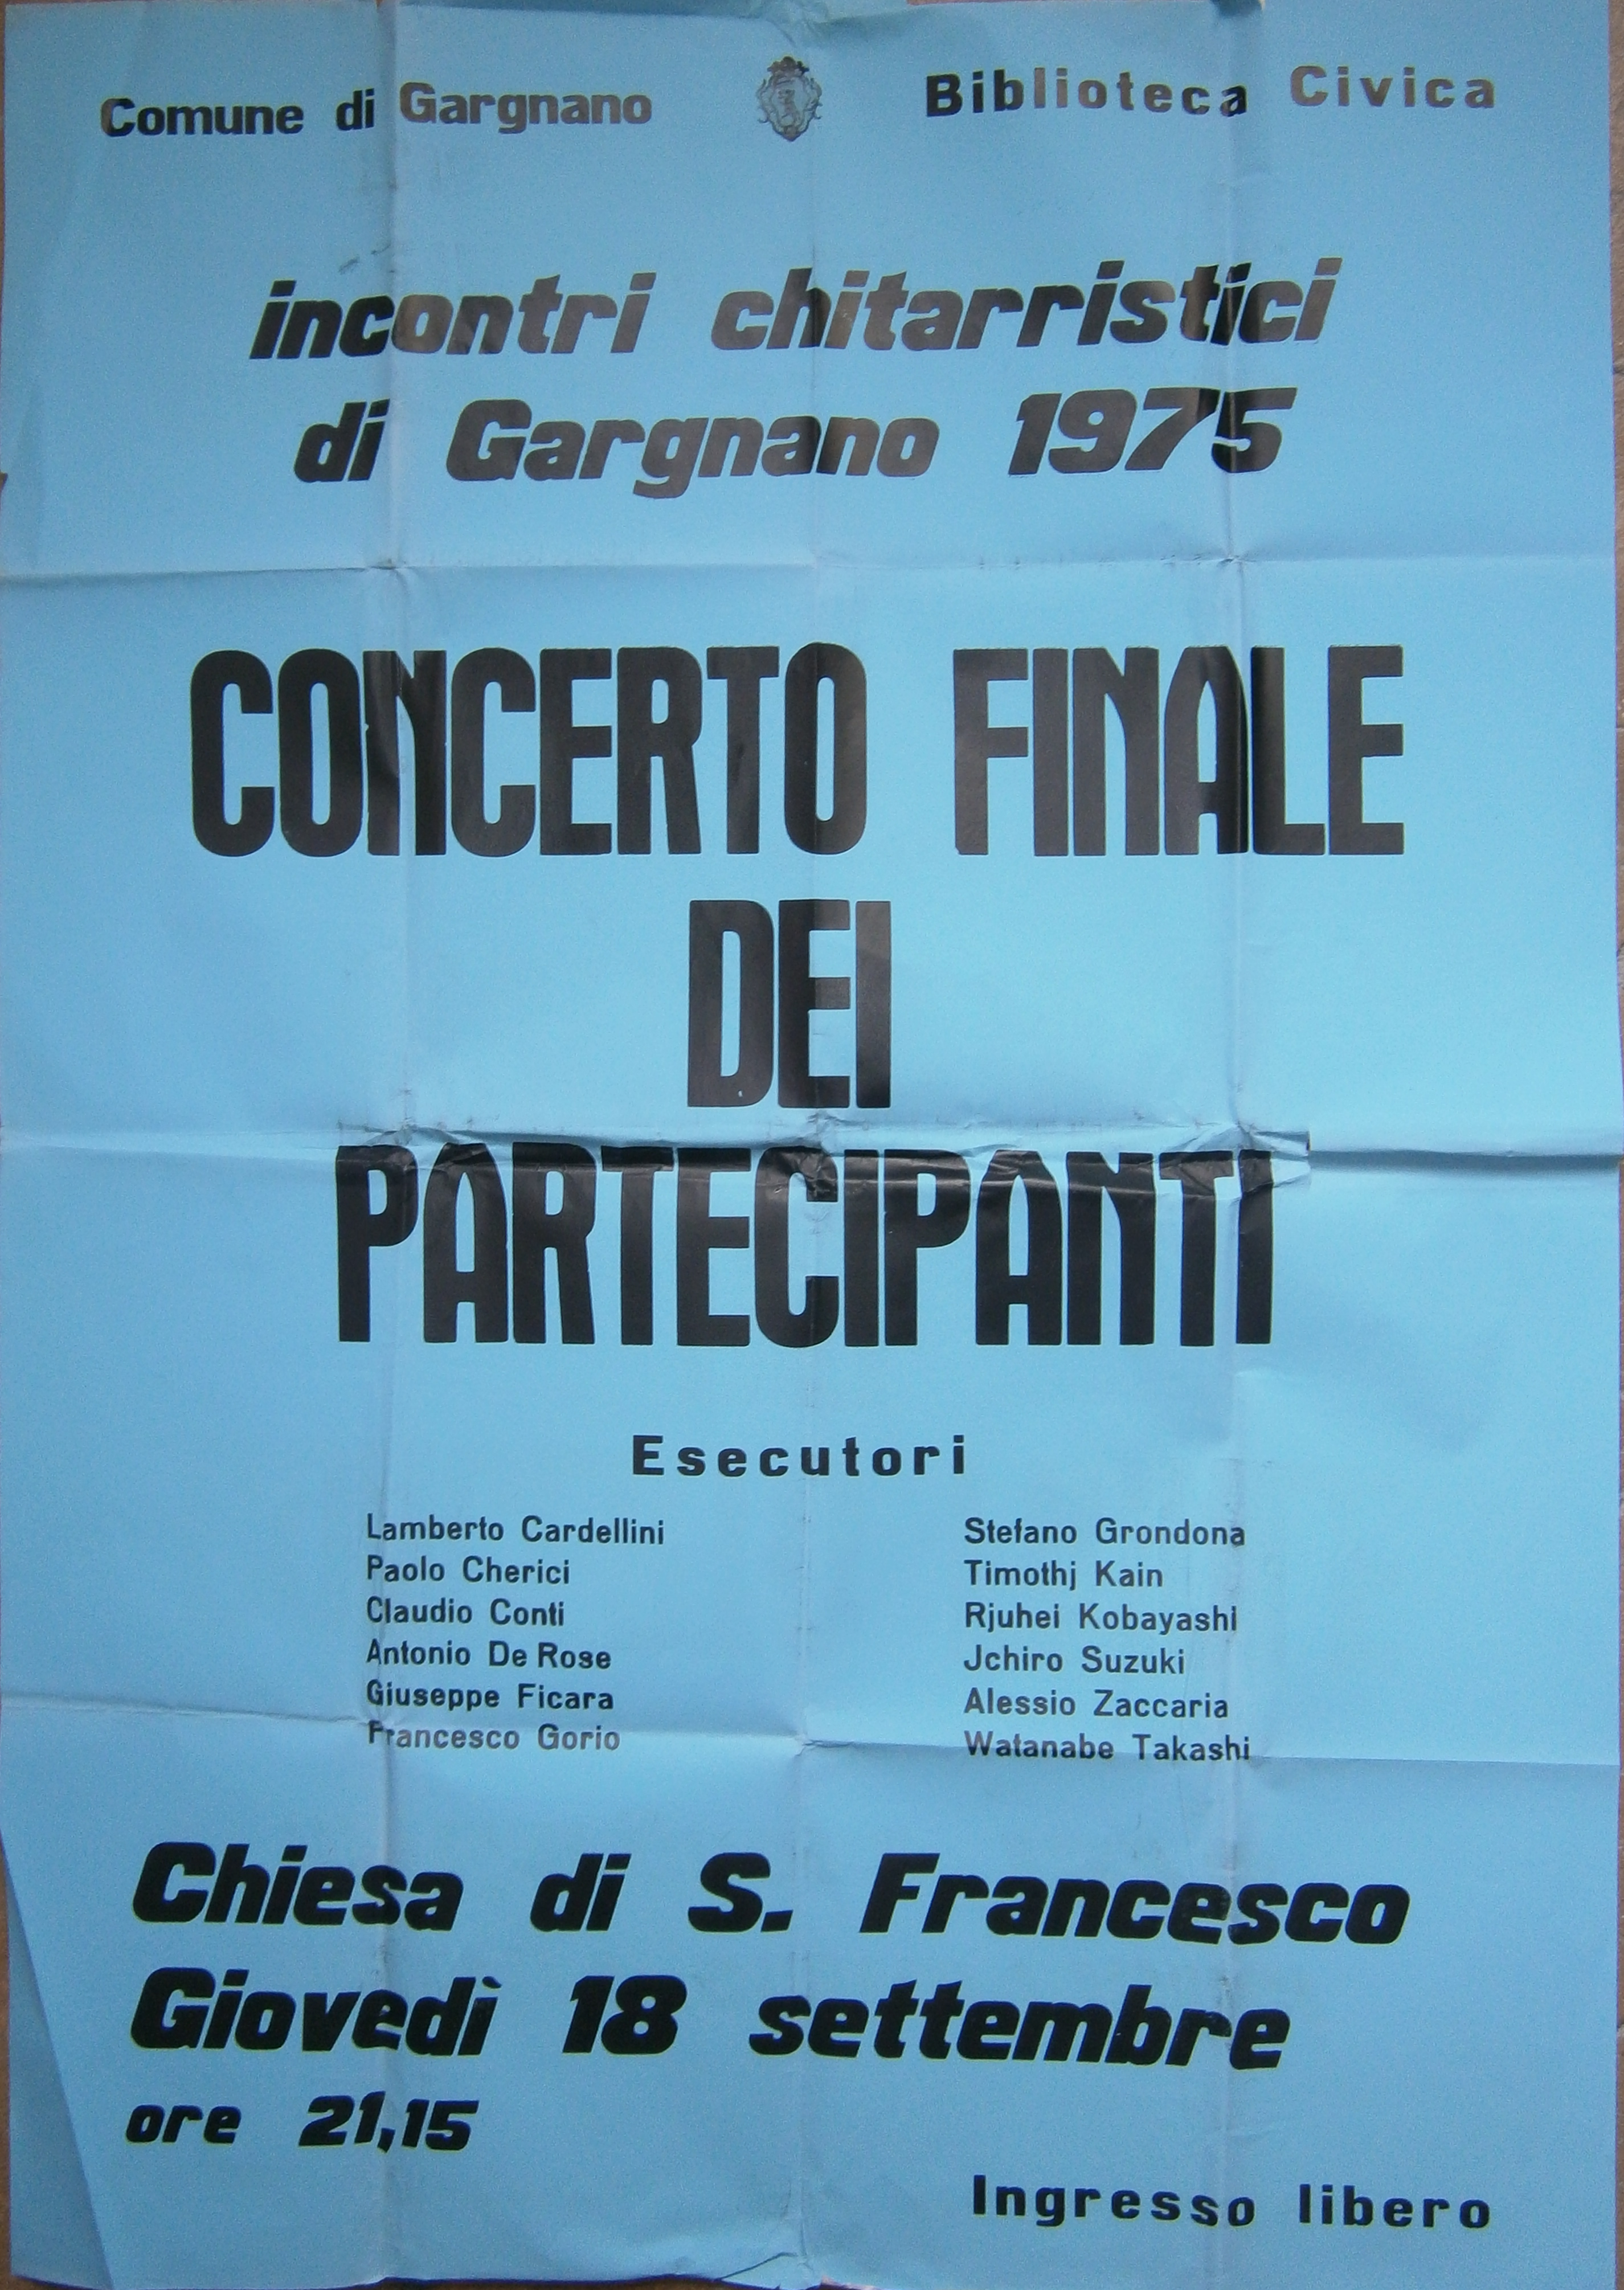 Comune di Gargnano
Biblioteca Civica
incontri chitarristici
di Gargnano 1975
CONCERTO FINALE
DEI
PARTECIPANTI
Esecutori
Lamberto Cardellini
Paolo Cherici
Claudio Conti
Antonio De Rose
Giuseppe Ficara
Francesco Gorio
Stefano Grondona
Timothj Kain
Rjuhei Kobayashi
Jchiro Suzuki
Alessio Zaccaria
Watanabe Takashi
Chiesa di S. Francesco
Giovedì 18 settembre
ore 21,15
Ingresso libero